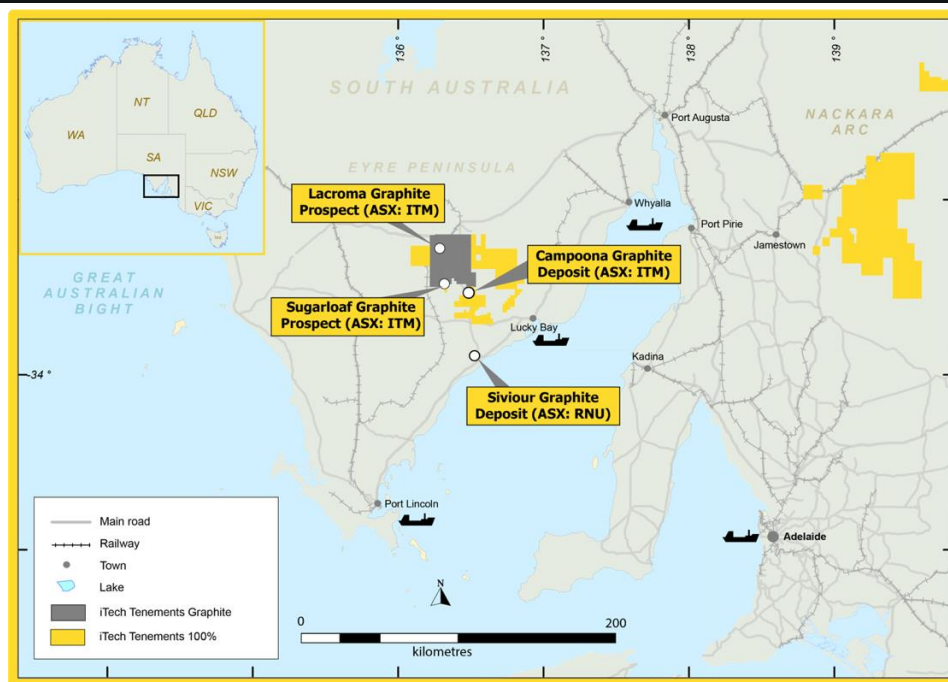 136 °
137 °
138 °
139 °
NT
QLD
WA
SA
NSW
VIC
TAS
SOUTH AUSTRALIA
NACKARA
ARC
Port Augusta
EYRE PENINSULA
Lacroma Graphite
Prospect (ASX: ITM)
Whyalla
Port Pirie
Jamestown
Campoona Graphite
Deposit (ASX: ITM)
GREAT
AUSTRALIAN
BIGHT
Sugarloaf Graphite
Prospect (ASX: ITM)
Lucky Bay
Kadina
-34 °
Siviour Graphite
Deposit (ASX: RNU)
Port Lincoln
Adelaide
Main road
Railway
Town
Lake
iTech Tenements Graphite
iTech Tenements 100%
N
0
200
kilometres